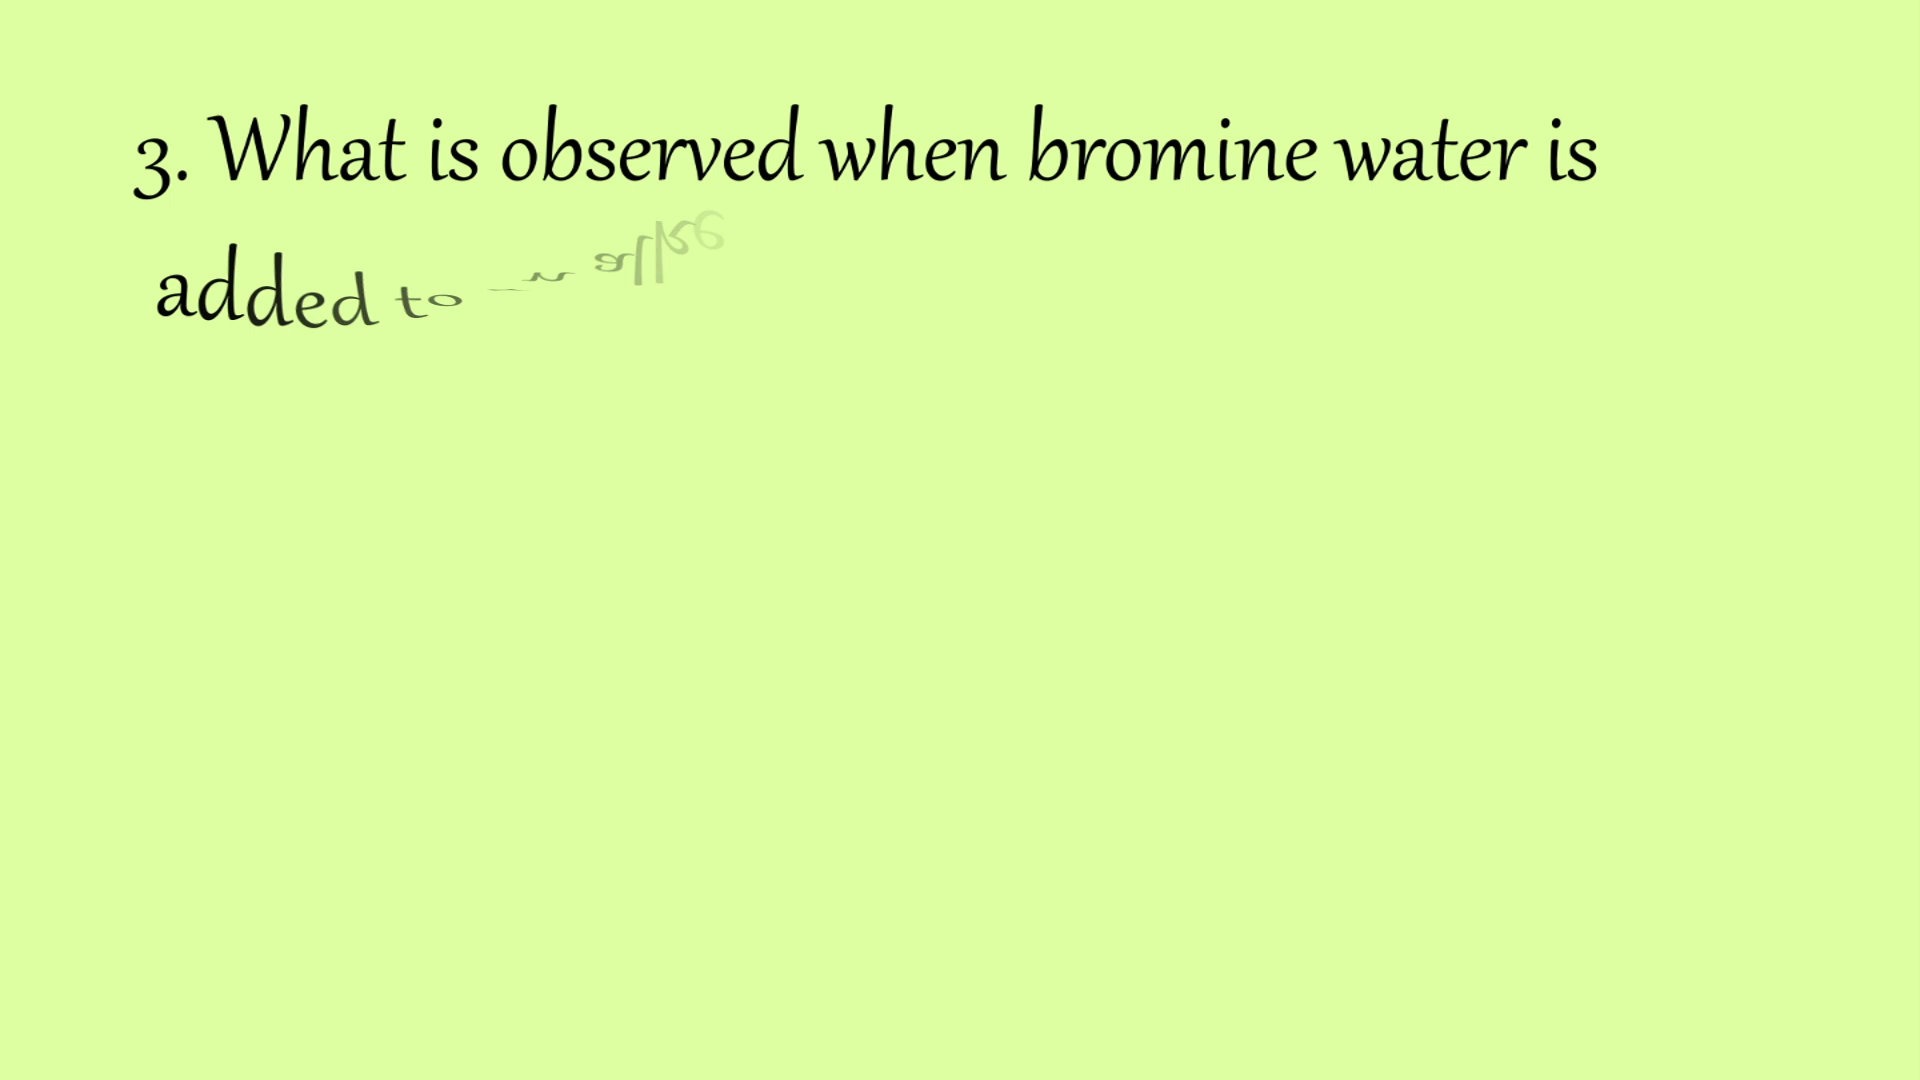 3. What is observed when bromine water is
added to